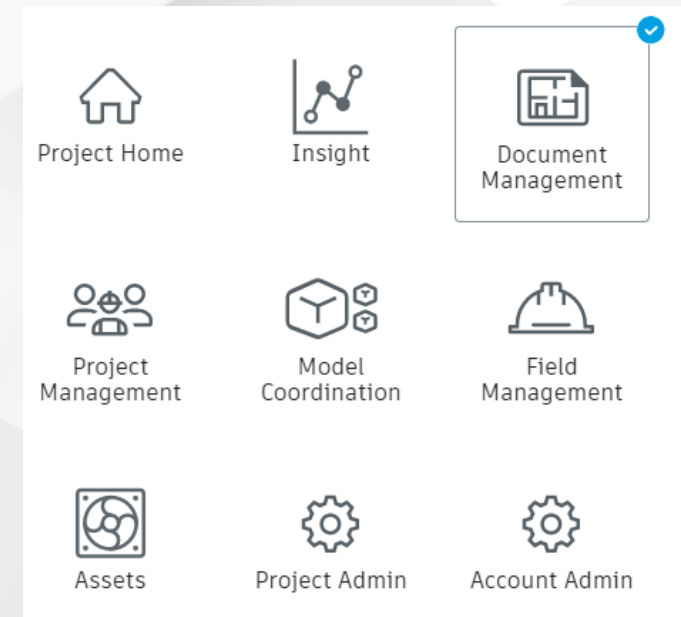 Project Home
Insight
Document
Management
Project
Management
Model
Coordination
Field
Management
Assets
Project Admin
Account Admin